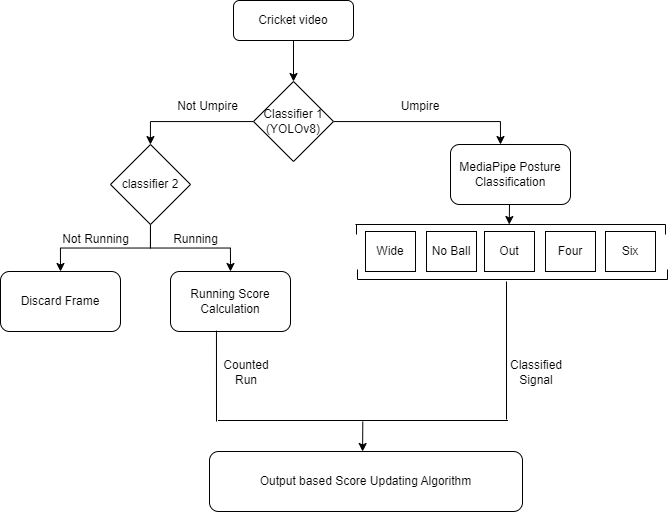 Cricket video
Not Umpire
Umpire
Classifier 1
(YOLOv8)
MediaPipe Posture
Classification
classifier 2
Not Running
Running
Wide
No Ball
Out
Four
Six
Discard Frame
Running Score
Calculation
Counted
Run
Classified
Signal
Output based Score Updating Algorithm